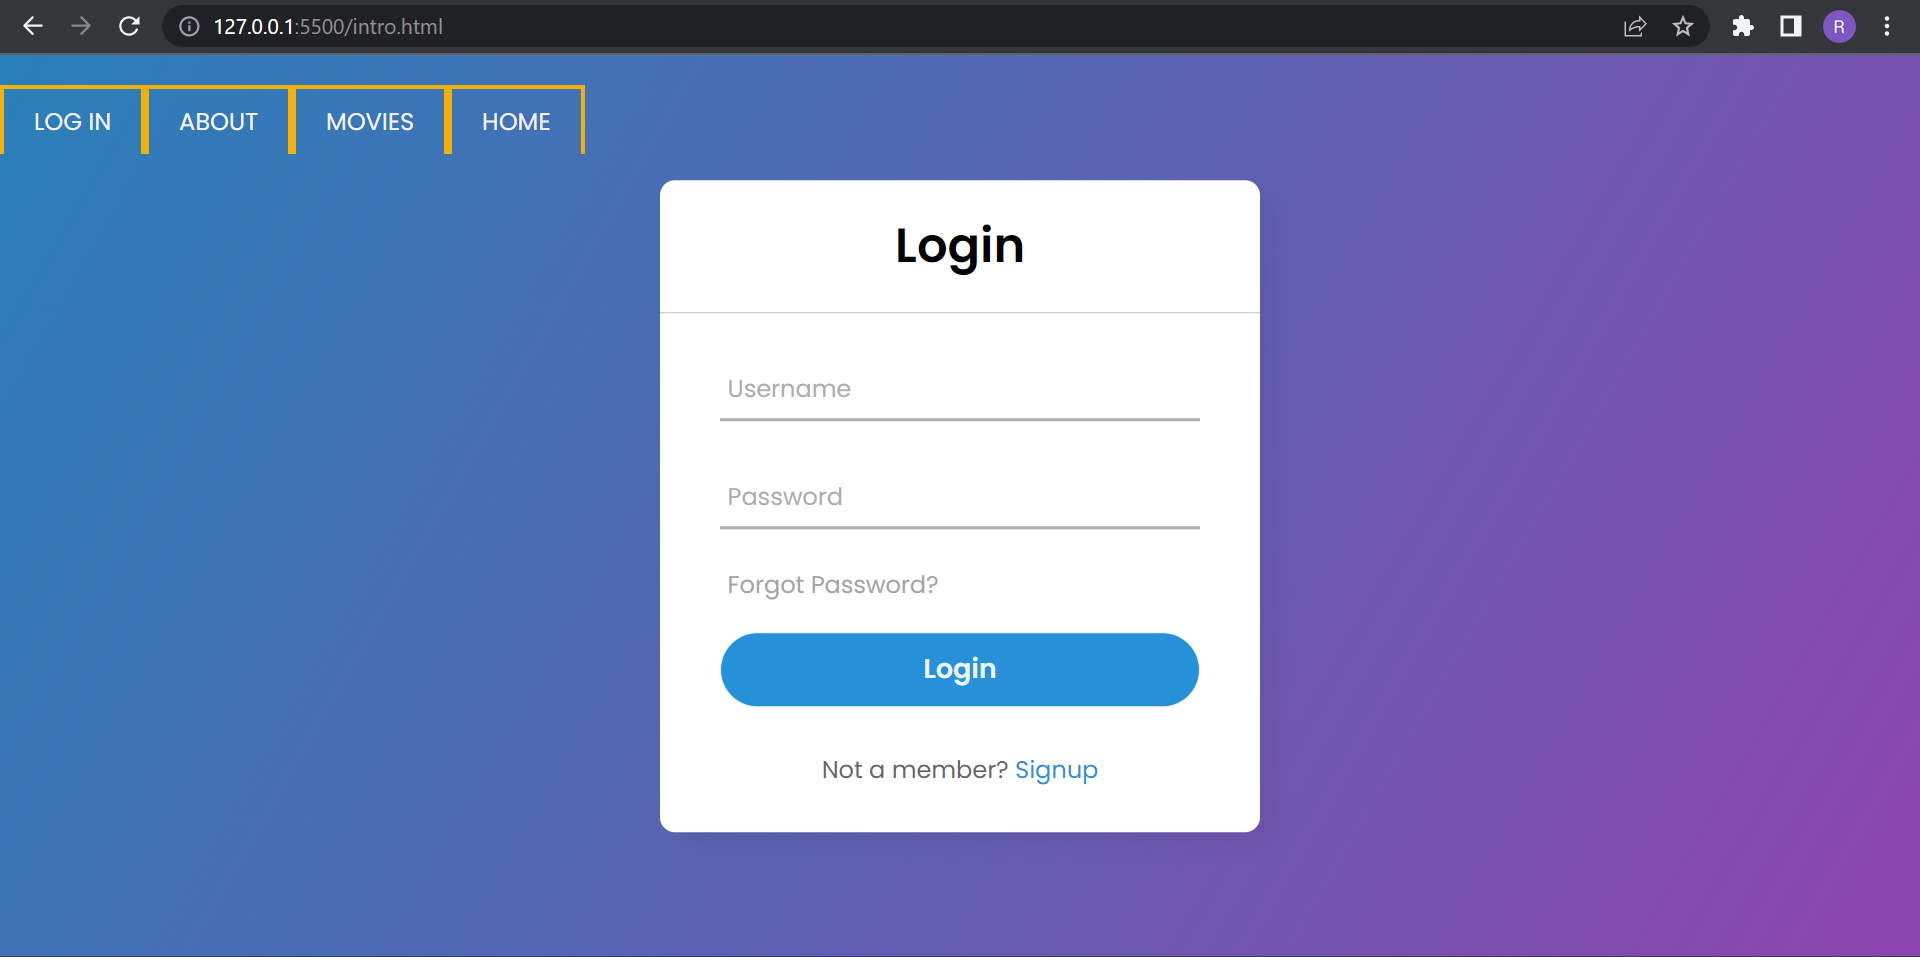 127.0.0.1:5500/intro.html
R
LOG IN ABOUT MOVIES HOME
Login
Username
Password
Forgot Password?
Login
Not a member? Signup